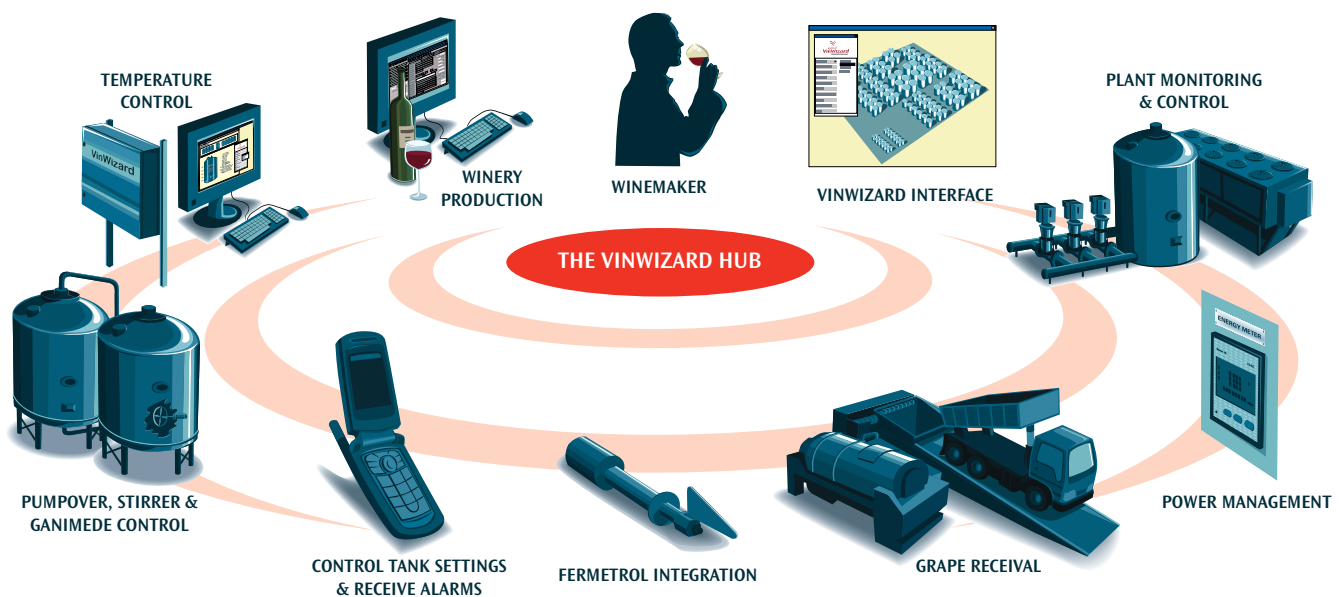 TEMPERATURE
CONTROL
VinWizard
WINERY
PRODUCTION
WINEMAKER
VinWizard
VINWIZARD INTERFACE
PLANT MONITORING
& CONTROL
THE VINWIZARD HUB
ENERGY METER
POWER MANAGEMENT
PUMPOVER, STIRRER &
GANIMEDE CONTROL
CONTROL TANK SETTINGS
& RECEIVE ALARMS
FERMETROL INTEGRATION
GRAPE RECEIVAL